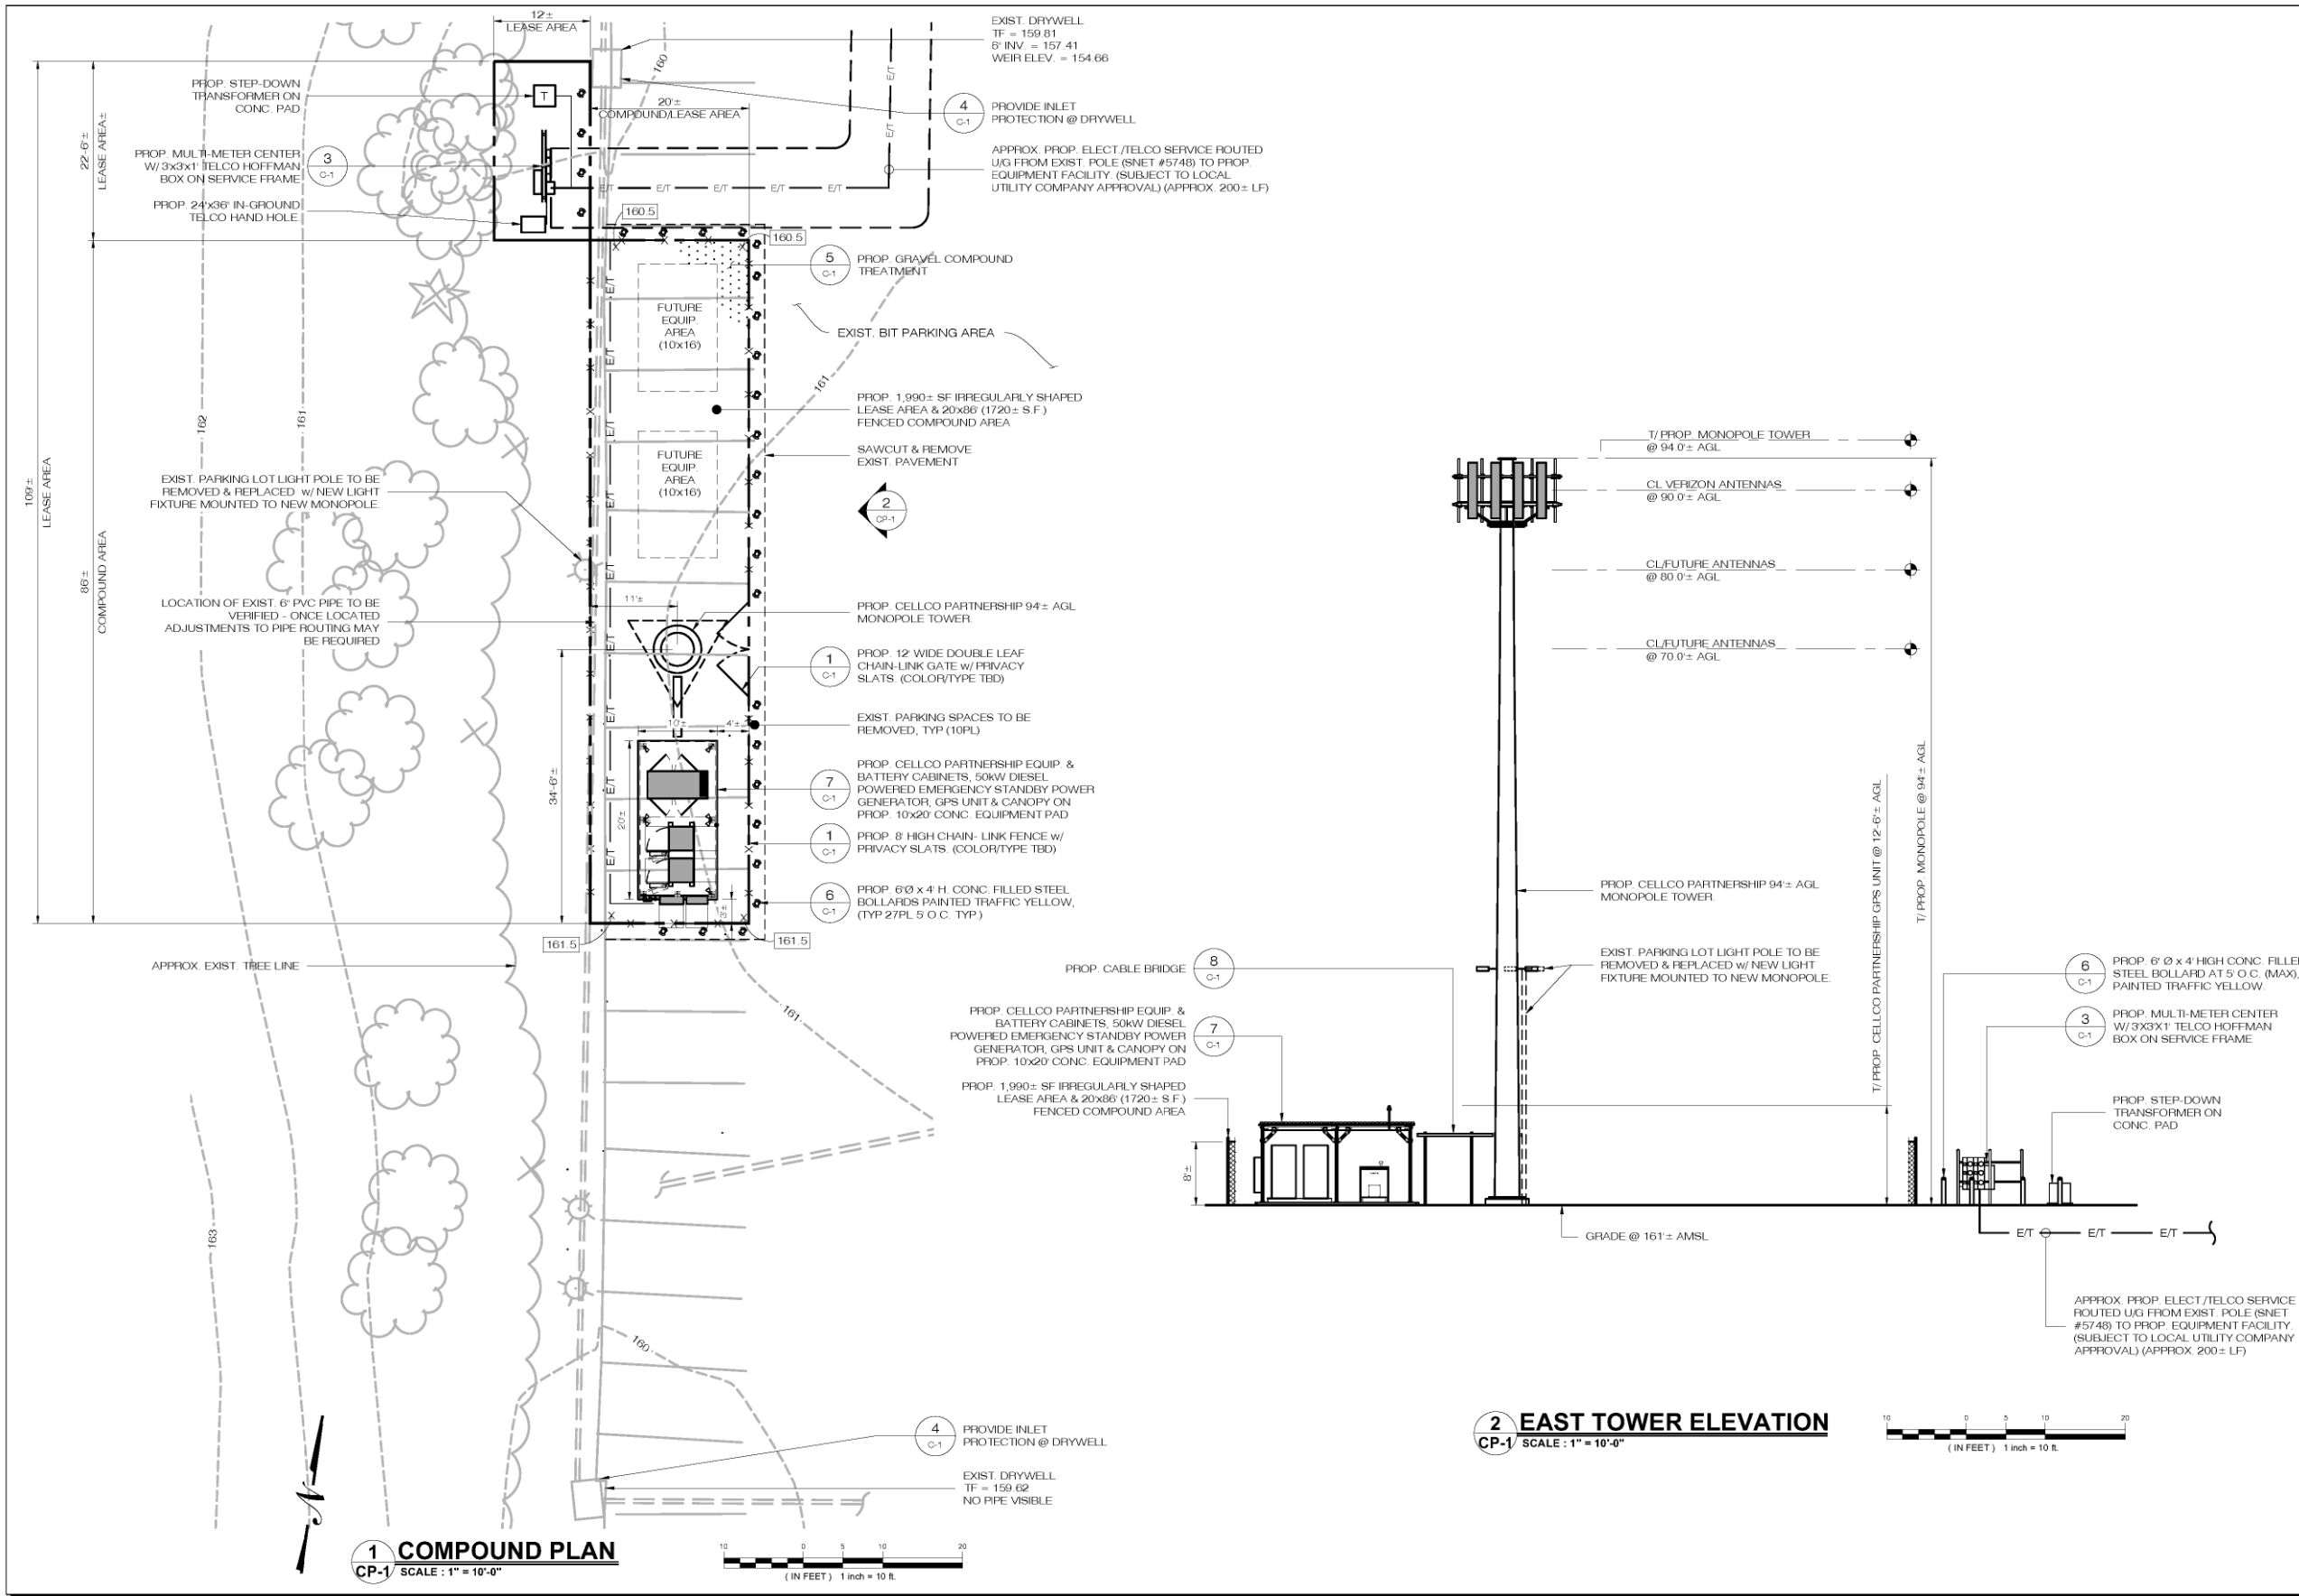 12'±
LEASE AREA
EXIST. DRYWELL
TF = 159.81
6" INV. = 157.41
WEIR ELEV. = 154.66
160
PROP. STEP-DOWN
TRANSFORMER ON
CONC. PAD
T
20'±
COMPOUND/LEASE AREA
E/T
E/T
4
C-1
PROVIDE INLET
PROTECTION @ DRYWELL
22'-6"±
LEASE AREA±
PROP. MULTI-METER CENTER
W/ 3'x3'x1' TELCO HOFFMAN
BOX ON SERVICE FRAME
3
C-1
APPROX. PROP. ELECT./TELCO SERVICE ROUTED
U/G FROM EXIST. POLE (SNET #5748) TO PROP.
EQUIPMENT FACILITY. (SUBJECT TO LOCAL
UTILITY COMPANY APPROVAL) (APPROX. 200± LF)
E/T E/T E/T E/T E/T
PROP. 24"x36" IN-GROUND
TELCO HAND HOLE.
160.5
160.5
5
C-1
PROP. GRAVEL COMPOUND
TREATMENT
E/T
FUTURE
EQUIP.
AREA
(10'x16')
EXIST. BIT PARKING AREA
E/T
161
162
161
PROP. 1,990± SF IRREGULARLY SHAPED
LEASE AREA & 20'x86' (1720± S.F.)
FENCED COMPOUND AREA
E/T
SAWCUT & REMOVE
EXIST. PAVEMENT
FUTURE
EQUIP.
AREA
(10'x16')
109'±
LEASE AREA
EXIST. PARKING LOT LIGHT POLE TO BE
REMOVED & REPLACED w/ NEW LIGHT
FIXTURE MOUNTED TO NEW MONOPOLE.
E/T
2
CP-1
86'±
COMPOUND AREA
E/T
11'±
LOCATION OF EXIST. 6" PVC PIPE TO BE
VERIFIED - ONCE LOCATED
ADJUSTMENTS TO PIPE ROUTING MAY
BE REQUIRED
PROP. CELLCO PARTNERSHIP 94'± AGL
MONOPOLE TOWER.
E/T
1
C-1
PROP. 12' WIDE DOUBLE LEAF
CHAIN-LINK GATE w/ PRIVACY
SLATS. (COLOR/TYPE TBD)
E/T
10'±
4'±
EXIST. PARKING SPACES TO BE
REMOVED, TYP (10PL)
34'-6"±
E/T
20'±
7
C-1
PROP. CELLCO PARTNERSHIP EQUIP. &
BATTERY CABINETS, 50kW DIESEL
POWERED EMERGENCY STANDBY POWER
GENERATOR, GPS UNIT & CANOPY ON
PROP. 10'x20' CONC. EQUIPMENT PAD
E/T
1
C-1
PROP. 8' HIGH CHAIN- LINK FENCE w/
PRIVACY SLATS. (COLOR/TYPE TBD)
3'±
6
C-1
PROP. 6"Ø x 4' H. CONC. FILLED STEEL
BOLLARDS PAINTED TRAFFIC YELLOW,
(TYP 27PL 5' O.C. TYP.)
161.5
161.5
APPROX. EXIST. TREE LINE
161
163
160
4
C-1
PROVIDE INLET
PROTECTION @ DRYWELL
EXIST. DRYWELL
TF = 159.62
NO PIPE VISIBLE
N
1
CP-1
COMPOUND PLAN
SCALE : 1" = 10'-0"
10 0 5 10 20
( IN FEET ) 1 inch = 10 ft.
T/ PROP. MONOPOLE TOWER
@ 94.0'± AGL
CL VERIZON ANTENNAS
@ 90.0'± AGL
CL/FUTURE ANTENNAS
@ 80.0'± AGL
CL/FUTURE ANTENNAS
@ 70.0'± AGL
T/ PROP. CELLCO PARTNERSHIP GPS UNIT @ 12'-6"± AGL
T/ PROP. MONOPOLE @ 94'± AGL
PROP. CELLCO PARTNERSHIP 94'± AGL
MONOPOLE TOWER.
EXIST. PARKING LOT LIGHT POLE TO BE
REMOVED & REPLACED w/ NEW LIGHT
FIXTURE MOUNTED TO NEW MONOPOLE.
PROP. CABLE BRIDGE
8
C-1
PROP. CELLCO PARTNERSHIP EQUIP. &
BATTERY CABINETS, 50kW DIESEL
POWERED EMERGENCY STANDBY POWER
GENERATOR, GPS UNIT & CANOPY ON
PROP. 10'x20' CONC. EQUIPMENT PAD
7
C-1
PROP. 1,990± SF IRREGULARLY SHAPED
LEASE AREA & 20'x86' (1720± S.F.)
FENCED COMPOUND AREA
8'±
6
C-1
PROP. 6" Ø x 4' HIGH CONC. FILLE
STEEL BOLLARD AT 5' O.C. (MAX),
PAINTED TRAFFIC YELLOW.
3
C-1
PROP. MULTI-METER CENTER
W/ 3'X3'X1' TELCO HOFFMAN
BOX ON SERVICE FRAME
PROP. STEP-DOWN
TRANSFORMER ON
CONC. PAD
GRADE @ 161'± AMSL
E/T E/T E/T
APPROX. PROP. ELECT./TELCO SERVICE
ROUTED U/G FROM EXIST. POLE (SNET
#5748) TO PROP. EQUIPMENT FACILITY.
(SUBJECT TO LOCAL UTILITY COMPANY
APPROVAL) (APPROX. 200± LF)
2
CP-1
EAST TOWER ELEVATION
SCALE : 1" = 10'-0"
10 0 5 10 20
( IN FEET ) 1 inch = 10 ft.